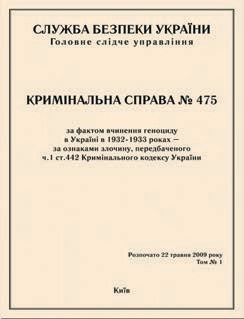 СЛУЖБА БЕЗПЕКИ УКРАЇНИ
Головне слідче управління
КРИМІНАЛЬНА СПРАВА № 475
за фактом вчинення геноциду
в Україні в 1932-1933 роках –
за ознаками злочину, передбаченого
ч.1 ст.442 Кримінального кодексу України
Розпочато 22 травня 2009 року
Том № 1
Київ